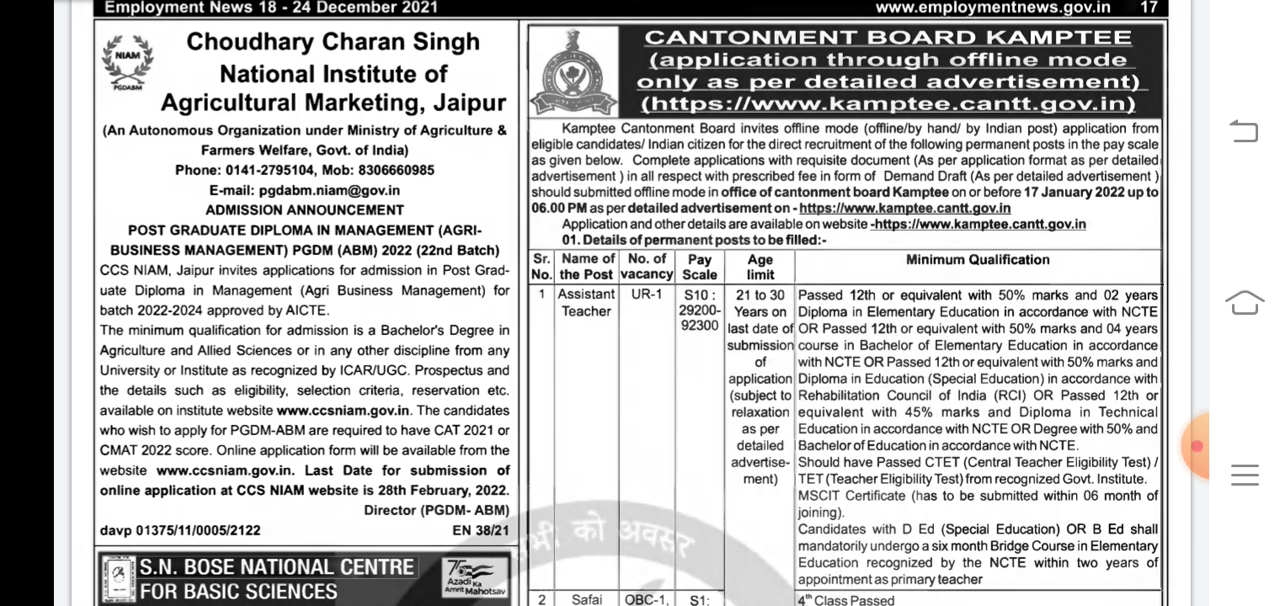 Employment News 18 - 24 December 2021
www.employmentnews.gov.in 17
NIAM
PGDABM
Choudhary Charan Singh
National Institute of
Agricultural Marketing, Jaipur
(An Autonomous Organization under Ministry of Agriculture &
Farmers Welfare, Govt. of India)
Phone: 0141-2795104, Mob: 8306660985
E-mail: pgdabm.niam@gov.in
ADMISSION ANNOUNCEMENT
POST GRADUATE DIPLOMA IN MANAGEMENT (AGRI-
BUSINESS MANAGEMENT) PGDM (ABM) 2022 (22nd Batch)
CCS NIAM, Jaipur invites applications for admission in Post Grad-
uate Diploma in Management (Agri Business Management) for
batch 2022-2024 approved by AICTE.
The minimum qualification for admission is a Bachelor's Degree in
Agriculture and Allied Sciences or in any other discipline from any
University or Institute as recognized by ICAR/UGC. Prospectus and
the details such as eligibility, selection criteria, reservation etc.
available on institute website www.ccsniam.gov.in. The candidates
who wish to apply for PGDM-ABM are required to have CAT 2021 or
CMAT 2022 score. Online application form will be available from the
website www.ccsniam.gov.in. Last Date for submission of
online application at CCS NIAM website is 28th February, 2022.
Director (PGDM- ABM)
davp 01375/11/0005/2122 EN 38/21
S.N. BOSE NATIONAL CENTRE
FOR BASIC SCIENCES
75
Azadi Ka
Amrit Mahotsav
CANTONMENT BOARD KAMPTEE
(application through offline mode
only as per detailed advertisement)
(https://www.kamptee.cantt.gov.in)
Kamptee Cantonment Board invites offline mode (offline/by hand/ by Indian post) application from
eligible candidates/ Indian citizen for the direct recruitment of the following permanent posts in the pay scale
as given below. Complete applications with requisite document (As per application format as per detailed
advertisement ) in all respect with prescribed fee in form of Demand Draft (As per detailed advertisement )
should submitted offline mode in office of cantonment board Kamptee on or before 17 January 2022 up to
06.00 PM as per detailed advertisement on - https://www.kamptee.cantt.gov.in
Application and other details are available on website -https://www.kamptee.cantt.gov.in
01. Details of permanent posts to be filled:-
Sr. No.
Name of the Post
No. of vacancy
Pay Scale
Age limit
Minimum Qualification
1
Assistant
Teacher
UR-1
S10 :
29200-
92300
21 to 30
Years on
last date of
submission
of
application
(subject to
relaxation
as per
detailed
advertise-
ment)
Passed 12th or equivalent with 50% marks and 02 years
Diploma in Elementary Education in accordance with NCTE
OR Passed 12th or equivalent with 50% marks and 04 years
course in Bachelor of Elementary Education in accordance
with NCTE OR Passed 12th or equivalent with 50% marks and
Diploma in Education (Special Education) in accordance with
Rehabilitation Council of India (RCI) OR Passed 12th or
equivalent with 45% marks and Diploma in Technical
Education in accordance with NCTE OR Degree with 50% and
Bachelor of Education in accordance with NCTE.
Should have Passed CTET (Central Teacher Eligibility Test) /
TET (Teacher Eligibility Test) from recognized Govt. Institute.
MSCIT Certificate (has to be submitted within 06 month of
joining).
Candidates with D Ed (Special Education) OR B Ed shall
mandatorily undergo a six month Bridge Course in Elementary
Education recognized by the NCTE within two years of
appointment as primary teacher
2
Safai
OBC-1,
S1:
4th Class Passed
सभी को अवसर